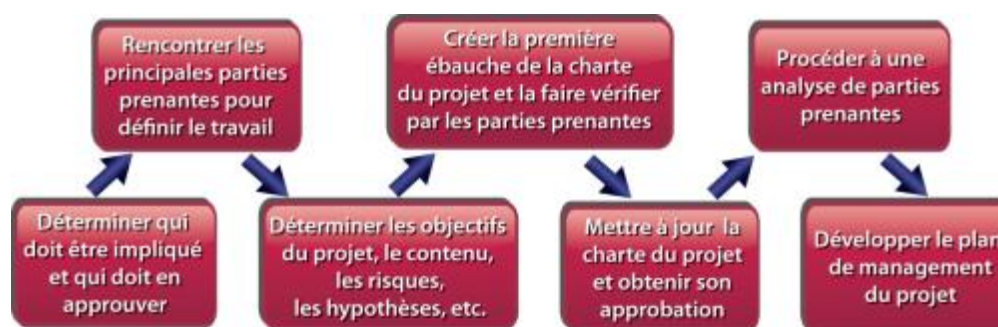 Déterminer qui
doit être impliqué
et qui doit en
approuver
Rencontrer les
principales parties
prenantes pour
définir le travail
Déterminer les objectifs
du projet, le contenu,
les risques,
les hypothèses, etc.
Créer la première
ébauche de la charte
du projet et la faire vérifier
par les parties prenantes
Mettre à jour la
charte du projet
et obtenir son
approbation
Procéder à une
analyse de parties
prenantes
Développer le plan
de management
du projet